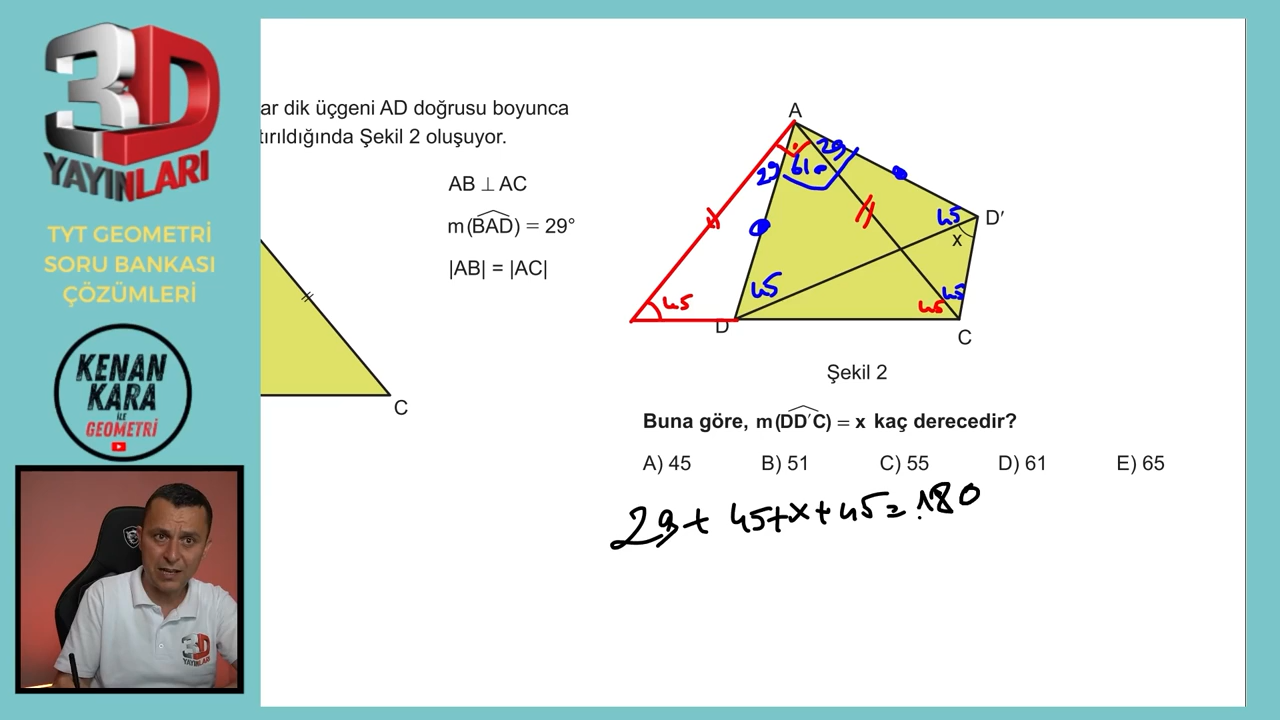 3D
YAYINLARI
TYT GEOMETRİ
SORU BANKASI
ÇÖZÜMLERİ
KENAN
KARA
İLE
GEOMETRİ
3D
YAYINLARI
ar dik üçgeni AD doğrusu boyunca
tırıldığında Şekil 2 oluşuyor.
AB ⊥ AC
m(BAD) = 29°
|AB| = |AC|
C
A
29
29
61
45
D'
x
45
45
45
45
D
C
Şekil 2
Buna göre, m(DD'C) = x kaç derecedir?
A) 45 B) 51 C) 55 D) 61 E) 65
29+ 45+x+45=180